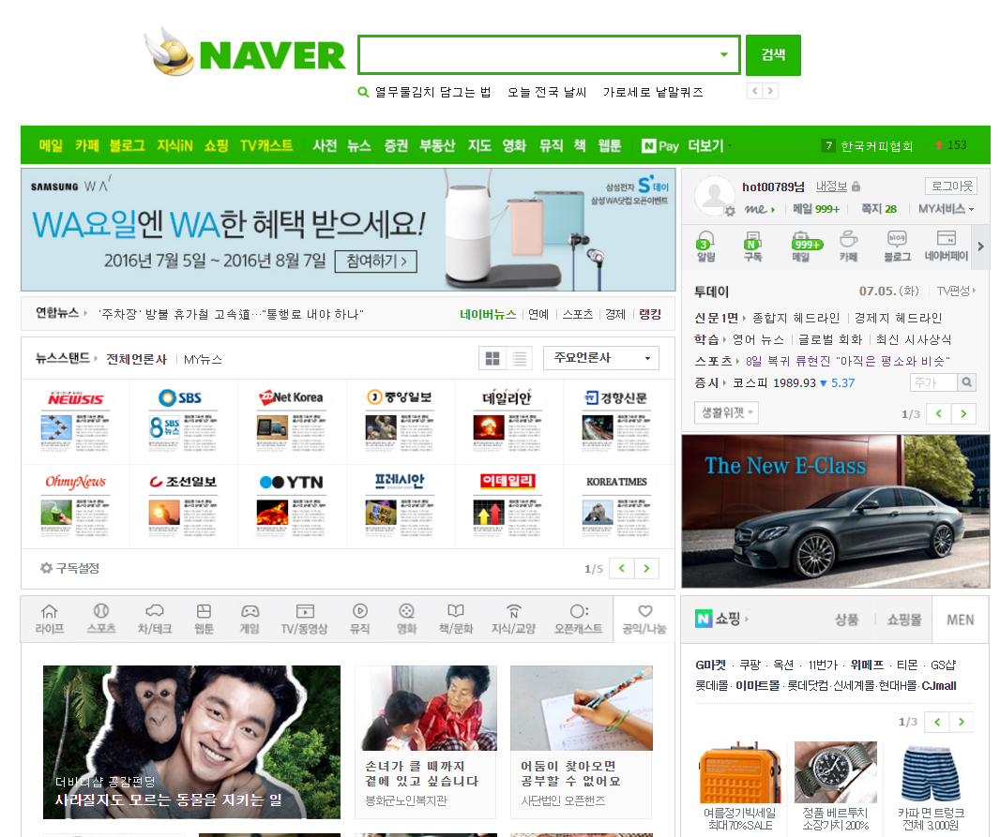 NAVER
검색
열무물김치 담그는 법 오늘 전국 날씨 가로세로 낱말퀴즈
메일 카페 블로그 지식iN 쇼핑 TV캐스트 사전 뉴스 증권 부동산 지도 영화 뮤직 책 웹툰 N Pay 더보기
7 한국커피협회 153
SAMSUNG WA
삼성전자 S'데이
삼성WA닷컴 오픈이벤트
WA요일엔 WA한 혜택 받으세요!
2016년 7월 5일 ~ 2016년 8월 7일 참여하기 >
hot00789님 내정보 로그아웃
me 메일 999+ 쪽지 28 MY서비스
3 N 999+ blog
알림 구독 메일 카페 블로그 네이버페이
투데이 07.05.(화) TV편성
신문1면 종합지 헤드라인 경제지 헤드라인
학습 영어 뉴스 글로벌 회화 최신 시사상식
스포츠 8일 복귀 류현진 "아직은 평소와 비슷"
증시 코스피 1989.93 ▼ 5.37 주가
생활위젯 1/3
연합뉴스 '주차장' 방불 휴가철 고속道…"통행료 내야 하나"
네이버뉴스 연예 스포츠 경제 랭킹
뉴스스탠드 전체언론사 MY뉴스 주요언론사
NEWSIS SBS Net Korea 중앙일보 데일리안 경향신문
8 SBS 뉴스
OhmyNews 조선일보 YTN 프레시안 이데일리 KOREA TIMES
구독설정 1/5
The New E-Class
라이프 스포츠 차/테크 웹툰 게임 TV/동영상 뮤직 영화 책/문화 지식/교양 오픈캐스트 공익/나눔
더바디샵 공감펀딩
사라질지도 모르는 동물을 지키는 일
손녀가 클 때까지
곁에 있고 싶습니다
봉화군노인복지관
어둠이 찾아오면
공부할 수 없어요
사단법인 오픈핸즈
N 쇼핑 상품 쇼핑몰 MEN
G마켓 · 쿠팡 · 옥션 · 11번가 · 위메프 · 티몬 · GS샵
롯데i몰 · 이마트몰 · 롯데닷컴 · 신세계몰 · 현대H몰 · CJmall
1/3
여름정기빅세일
최대70%SALE
정품 베르투치
소장가치 200%
카파 면 트렁크
전체 3,000원